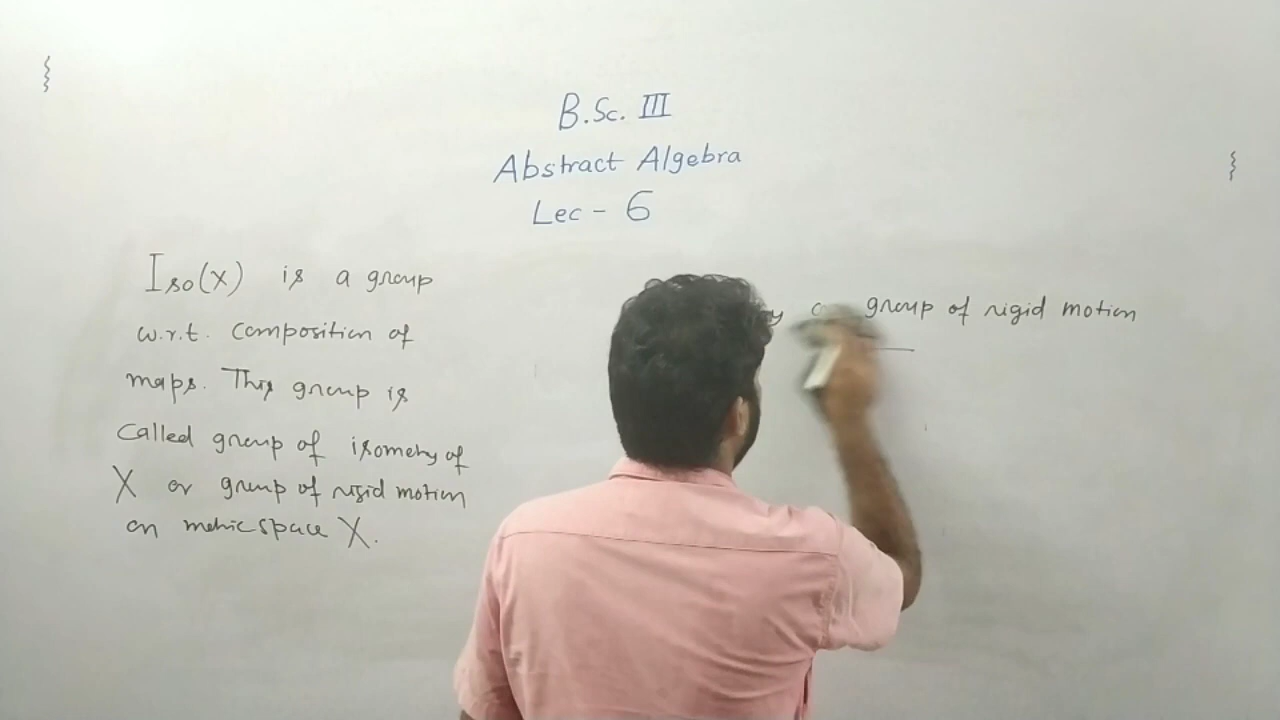 B.Sc. III
Abstract Algebra
Lec - 6
Iso(X) is a group
w.r.t. Composition of
maps. This group is
Called group of isometry of
X or group of rigid motion
on metric space X.
group of rigid motion